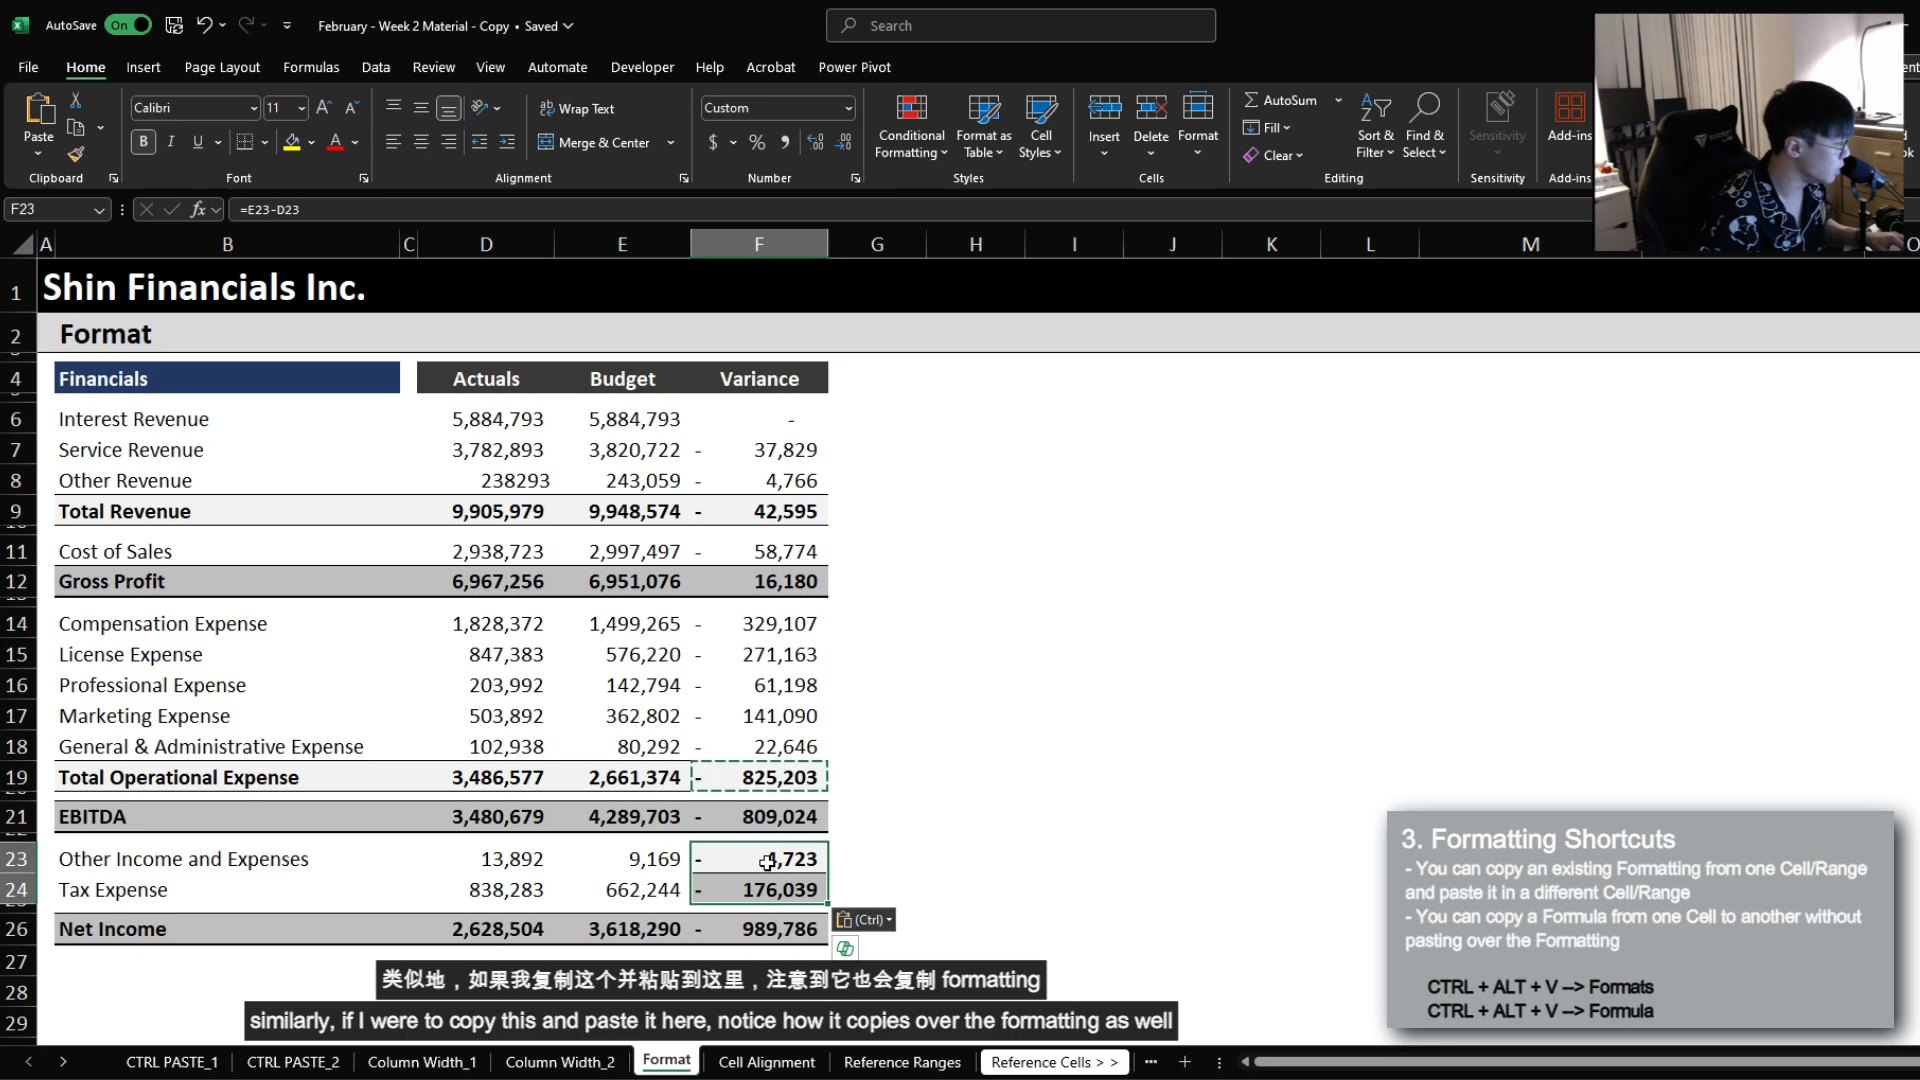 AutoSave On February - Week 2 Material - Copy • Saved Search
File Home Insert Page Layout Formulas Data Review View Automate Developer Help Acrobat Power Pivot
Paste Calibri 11 Wrap Text Custom Conditional Formatting Format as Table Cell Styles Insert Delete Format AutoSum Fill Clear Sort & Filter Find & Select Sensitivity Add-ins
B I U A Merge & Center $ % ,
Clipboard Font Alignment Number Styles Cells Editing Sensitivity Add-ins
F23 fx =E23-D23
A B C D E F G H I J K L M O
1 Shin Financials Inc.
2 Format
4 Financials Actuals Budget Variance
6 Interest Revenue 5,884,793 5,884,793 -
7 Service Revenue 3,782,893 3,820,722 - 37,829
8 Other Revenue 238293 243,059 - 4,766
9 Total Revenue 9,905,979 9,948,574 - 42,595
11 Cost of Sales 2,938,723 2,997,497 - 58,774
12 Gross Profit 6,967,256 6,951,076 16,180
14 Compensation Expense 1,828,372 1,499,265 - 329,107
15 License Expense 847,383 576,220 - 271,163
16 Professional Expense 203,992 142,794 - 61,198
17 Marketing Expense 503,892 362,802 - 141,090
18 General & Administrative Expense 102,938 80,292 - 22,646
19 Total Operational Expense 3,486,577 2,661,374 - 825,203
21 EBITDA 3,480,679 4,289,703 - 809,024
23 Other Income and Expenses 13,892 9,169 - 4,723
24 Tax Expense 838,283 662,244 - 176,039
(Ctrl)
26 Net Income 2,628,504 3,618,290 - 989,786
27
28
29
3. Formatting Shortcuts
- You can copy an existing Formatting from one Cell/Range
and paste it in a different Cell/Range
- You can copy a Formula from one Cell to another without
pasting over the Formatting
CTRL + ALT + V --> Formats
CTRL + ALT + V --> Formula
类似地，如果我复制这个并粘贴到这里，注意到它也会复制 formatting
similarly, if I were to copy this and paste it here, notice how it copies over the formatting as well
CTRL PASTE_1 CTRL PASTE_2 Column Width_1 Column Width_2 Format Cell Alignment Reference Ranges Reference Cells > >